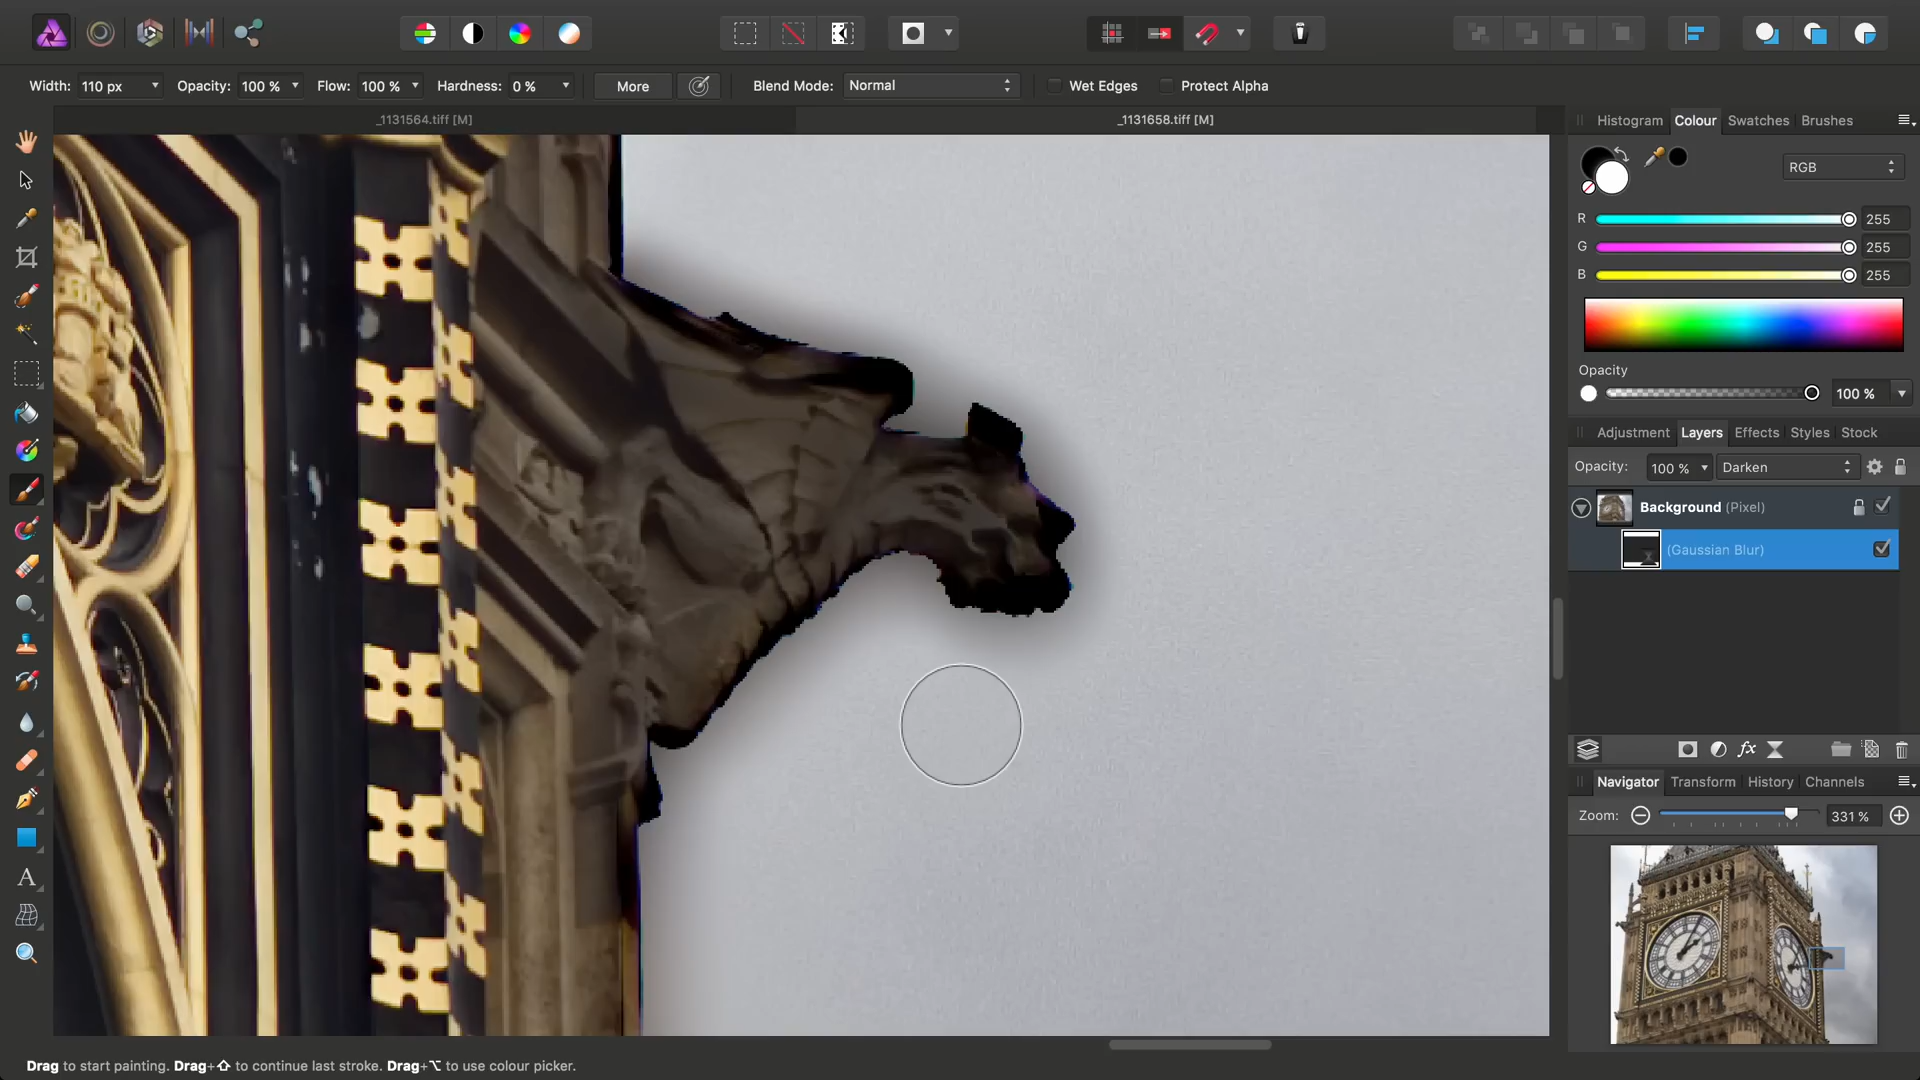 Width: 110 px Opacity: 100 % Flow: 100 % Hardness: 0 % More Blend Mode: Normal Wet Edges Protect Alpha
_1131564.tiff [M] _1131658.tiff [M]
Histogram Colour Swatches Brushes
RGB
R 255
G 255
B 255
Opacity
100 %
Adjustment Layers Effects Styles Stock
Opacity: 100 % Darken
Background (Pixel)
(Gaussian Blur)
fx
Navigator Transform History Channels
Zoom: 331 %
A
Drag to start painting. Drag+⇧ to continue last stroke. Drag+⌥ to use colour picker.